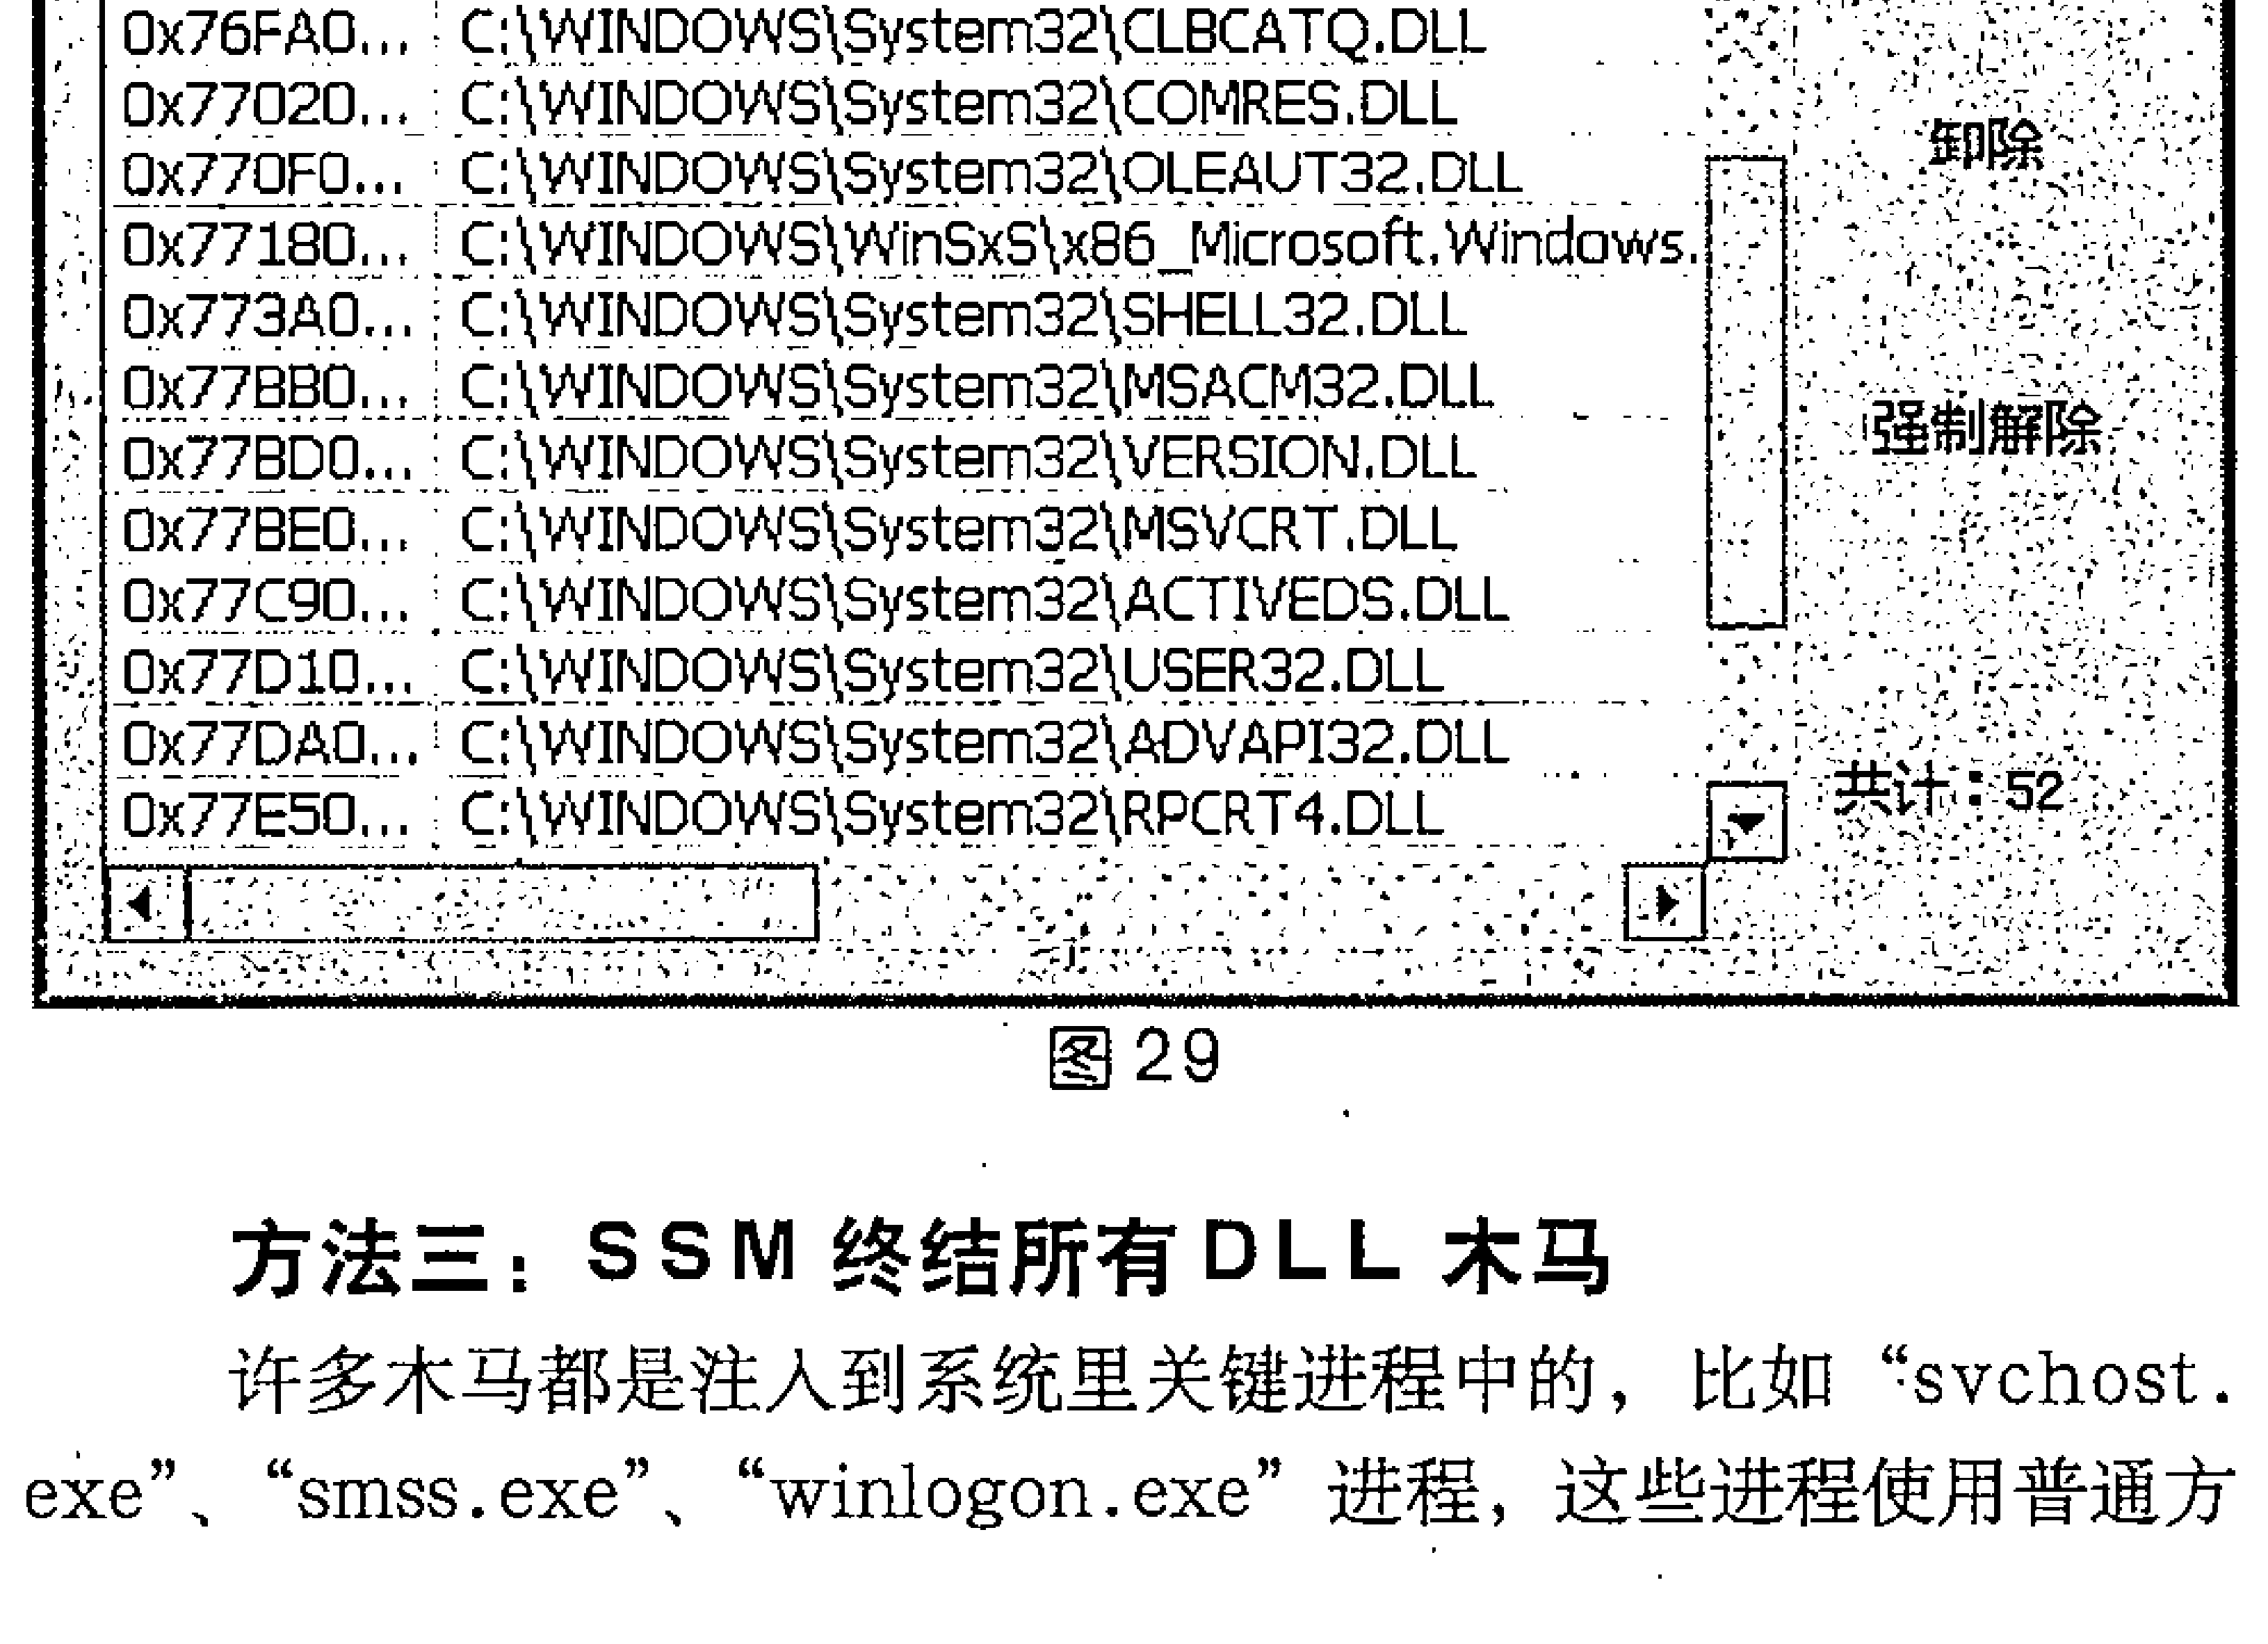 0x76FA0... C:\WINDOWS\System32\CLBCATQ.DLL
0x77020... C:\WINDOWS\System32\COMRES.DLL
卸除
0x770F0... C:\WINDOWS\System32\OLEAUT32.DLL
0x77180... C:\WINDOWS\WinSxS\x86_Microsoft.Windows.
0x773A0... C:\WINDOWS\System32\SHELL32.DLL
0x77BB0... C:\WINDOWS\System32\MSACM32.DLL
强制解除
0x77BD0... C:\WINDOWS\System32\VERSION.DLL
0x77BE0... C:\WINDOWS\System32\MSVCRT.DLL
0x77C90... C:\WINDOWS\System32\ACTIVEDS.DLL
0x77D10... C:\WINDOWS\System32\USER32.DLL
0x77DA0... C:\WINDOWS\System32\ADVAPI32.DLL
0x77E50... C:\WINDOWS\System32\RPCRT4.DLL
共计：52
图29
方法三：SSM 终结所有DLL 木马
许多木马都是注入到系统里关键进程中的，比如“svchost.
exe”、“smss.exe”、“winlogon.exe”进程，这些进程使用普通方